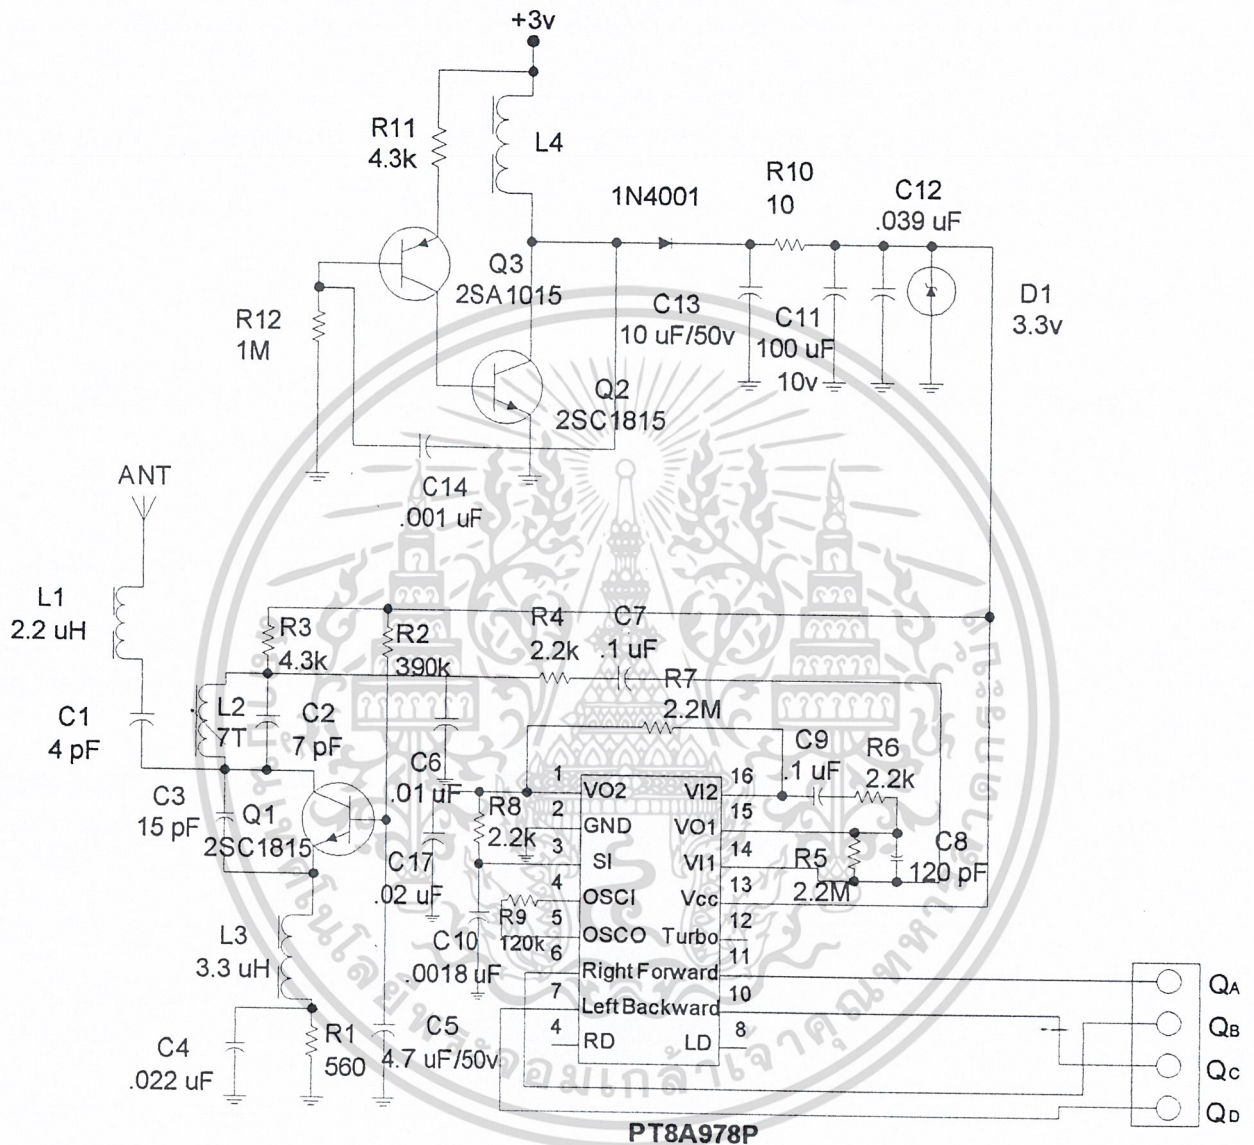 +3v
R11
4.3k
L4
1N4001
R10
10
C12
.039 uF
Q3
2SA1015
R12
1M
C13
10 uF/50v
C11
100 uF
10v
D1
3.3v
Q2
2SC1815
ANT
C14
.001 uF
L1
2.2 uH
R3
4.3k
R2
390k
R4
2.2k
C7
.1 uF
R7
2.2M
C1
4 pF
L2
7T
C2
7 pF
C6
.01 uF
C9
.1 uF
R6
2.2k
C3
15 pF
Q1
2SC1815
R8
2.2k
C17
.02 uF
1 VO2 VI2 16
2 GND VO1 15
3 SI VI1 14
4 OSCI Vcc 13
5 OSCO Turbo 12
6 Right Forward 11
7 Left Backward 10
4 RD LD 8
R5
2.2M
C8
120 pF
R9
120k
C10
.0018 uF
L3
3.3 uH
C4
.022 uF
R1
560
C5
4.7 uF/50v
QA
QB
QC
QD
PT8A978P